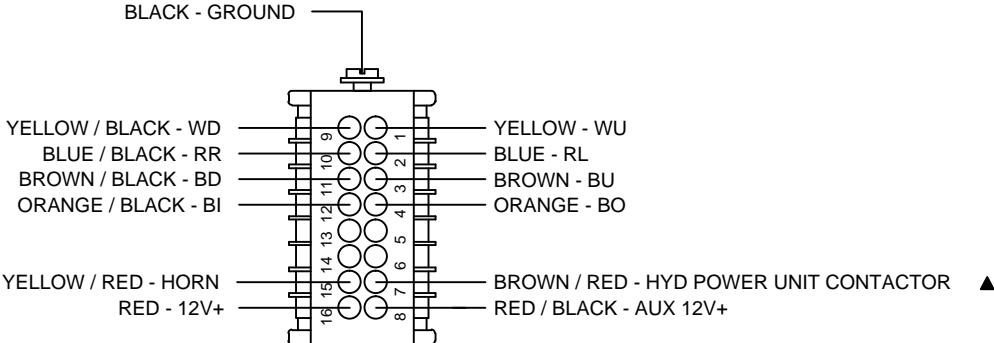 BLACK - GROUND
YELLOW / BLACK - WD 9 1 YELLOW - WU
BLUE / BLACK - RR 10 2 BLUE - RL
BROWN / BLACK - BD 11 3 BROWN - BU
ORANGE / BLACK - BI 12 4 ORANGE - BO
13 5
14 6
YELLOW / RED - HORN 15 7 BROWN / RED - HYD POWER UNIT CONTACTOR
RED - 12V+ 16 8 RED / BLACK - AUX 12V+